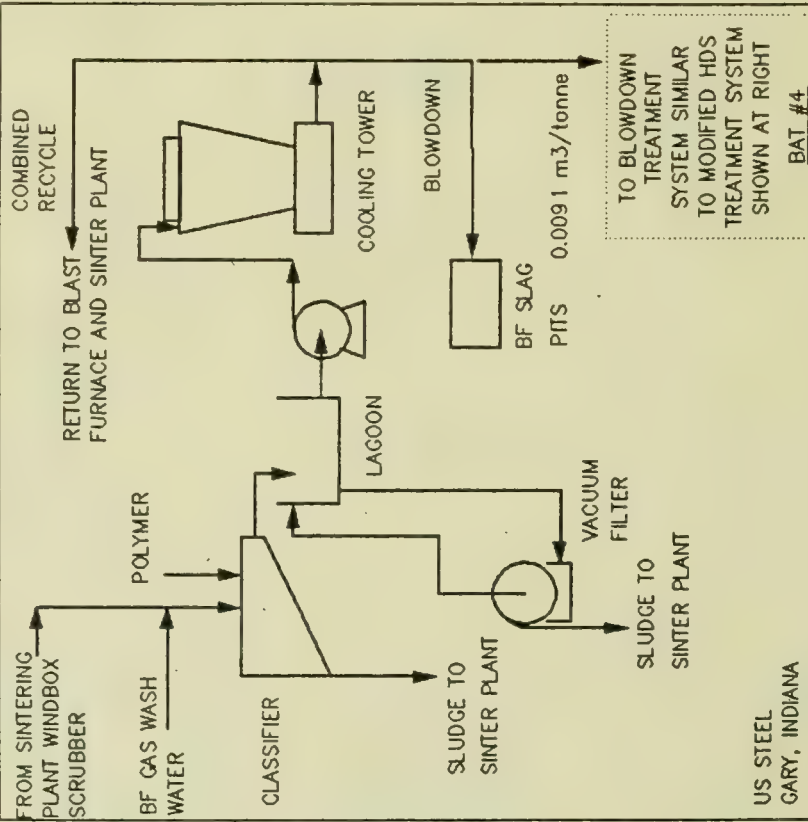 FROM SINTERING
PLANT WINDBOX
SCRUBBER
BF GAS WASH
WATER
POLYMER
CLASSIFIER
SLUDGE TO
SINTER PLANT
COMBINED
RECYCLE
RETURN TO BLAST
FURNACE AND SINTER PLANT
LAGOON
COOLING TOWER
VACUUM
FILTER
SLUDGE TO
SINTER PLANT
BLOWDOWN
BF SLAG
PITS 0.0091 m3/tonne
TO BLOWDOWN
TREATMENT
SYSTEM SIMILAR
TO MODIFIED HDS
TREATMENT SYSTEM
SHOWN AT RIGHT
BAT #4
US STEEL
GARY, INDIANA